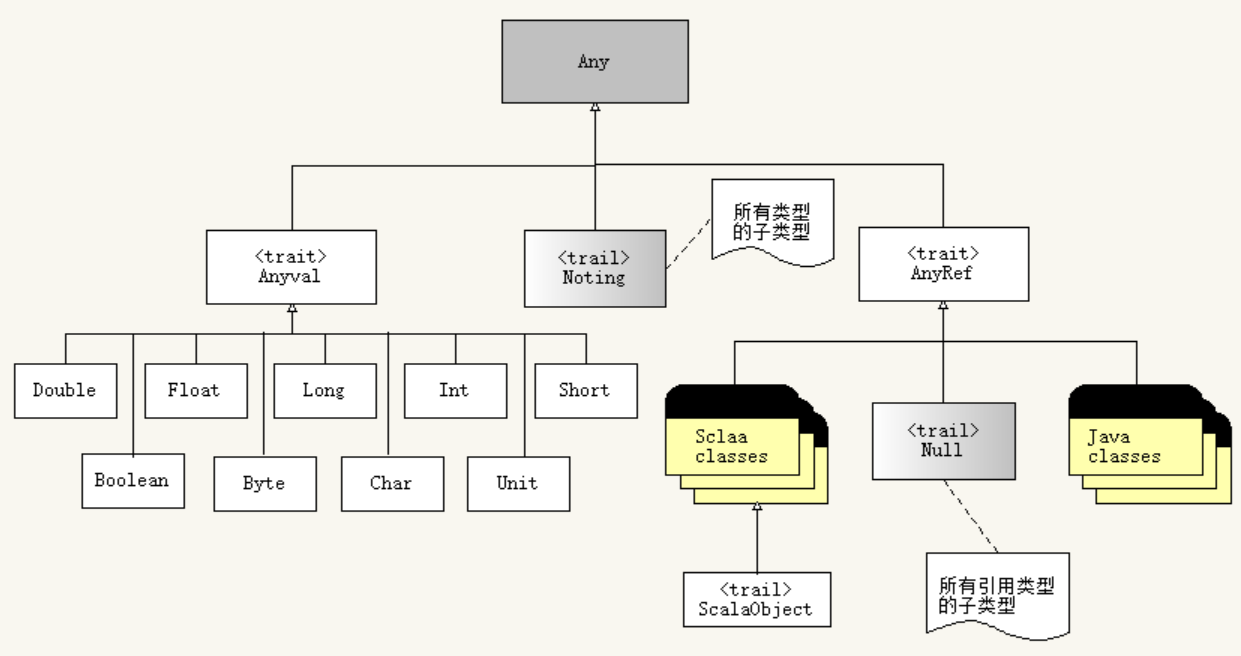 Any
<trait>
Anyval
<trail>
Noting
所有类型
的子类型
<trait>
AnyRef
Double
Float
Long
Int
Short
Boolean
Byte
Char
Unit
Sclaa
classes
<trail>
Null
Java
classes
<trail>
ScalaObject
所有引用类型
的子类型